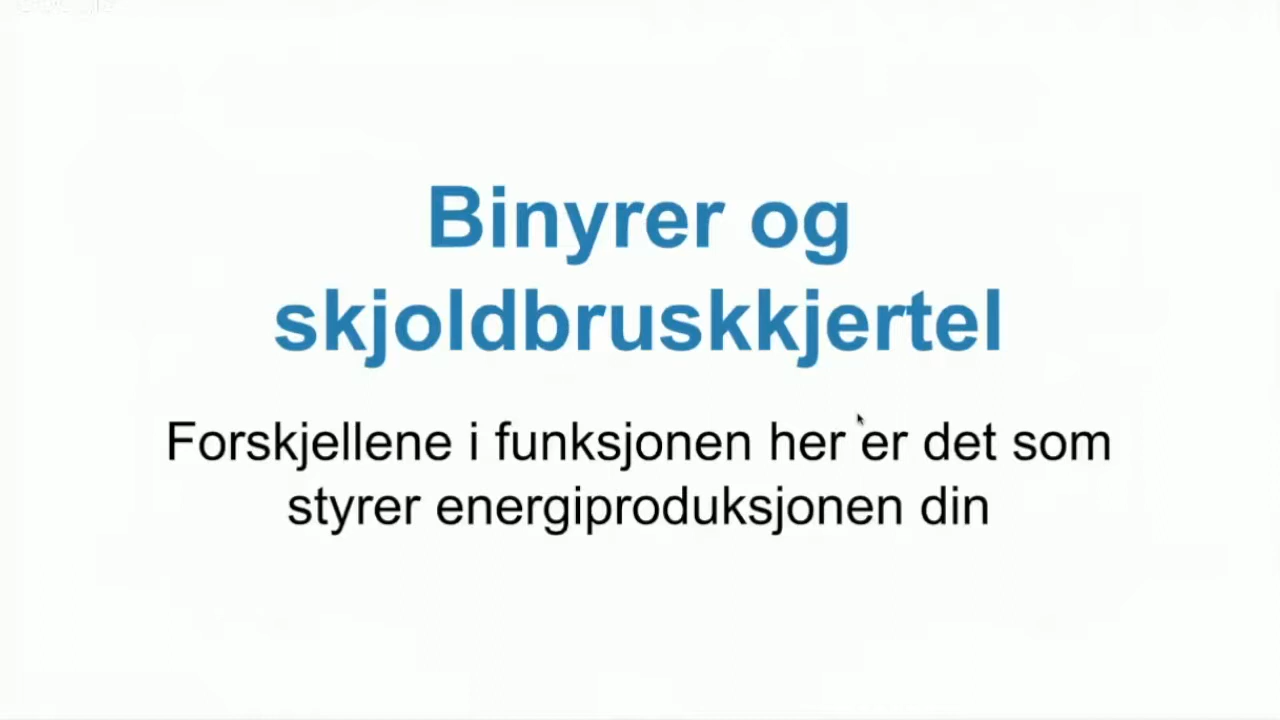 Binyrer og
skjoldbruskkjertel
Forskjellene i funksjonen her er det som
styrer energiproduksjonen din